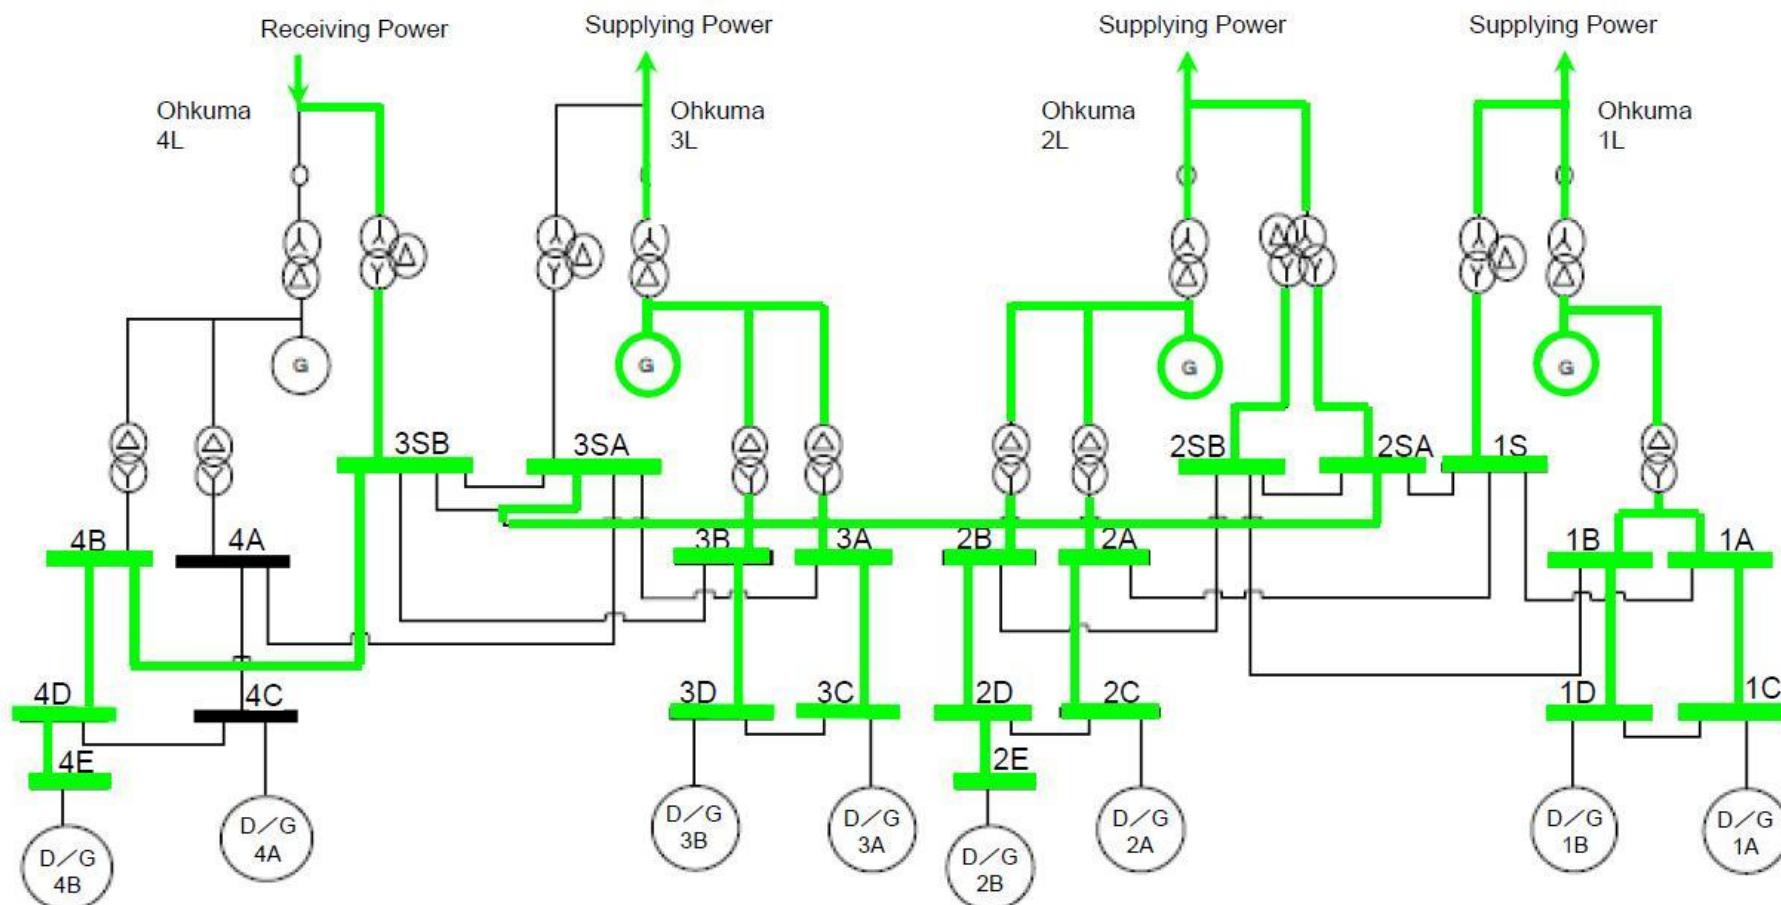 Receiving Power
Supplying Power
Supplying Power
Supplying Power
Ohkuma
4L
Ohkuma
3L
Ohkuma
2L
Ohkuma
1L
G
G
G
G
3SB
3SA
2SB
2SA
1S
4B
4A
3B
3A
2B
2A
1B
1A
4D
4C
3D
3C
2D
2C
1D
1C
4E
2E
D/G
4B
D/G
4A
D/G
3B
D/G
3A
D/G
2B
D/G
2A
D/G
1B
D/G
1A